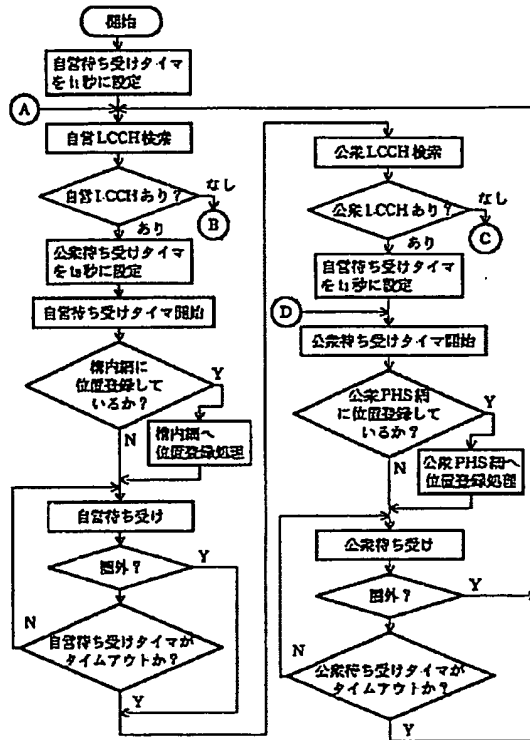 開始
自営待ち受けタイマ
をt₁秒に設定
A
自営LCCH検索
自営LCCHあり?
なし
B
あり
公衆待ち受けタイマ
自営待ち受けタイマ開始
構内網に
位置登録して
いるか?
Y
N
構内網へ
位置登録処理
自営待ち受け
圏外?
Y
N
自営待ち受けタイマが
タイムアウトか?
Y
公衆LCCH検索
公衆LCCHあり?
なし
C
あり
自営待ち受けタイマ
をt₁秒に設定
D
公衆待ち受けタイマ開始
公衆PHS網
に位置登録して
いるか?
Y
N
公衆PHS網へ
位置登録処理
公衆待ち受け
圏外?
Y
N
公衆待ち受けタイマが
タイムアウトか?
Y